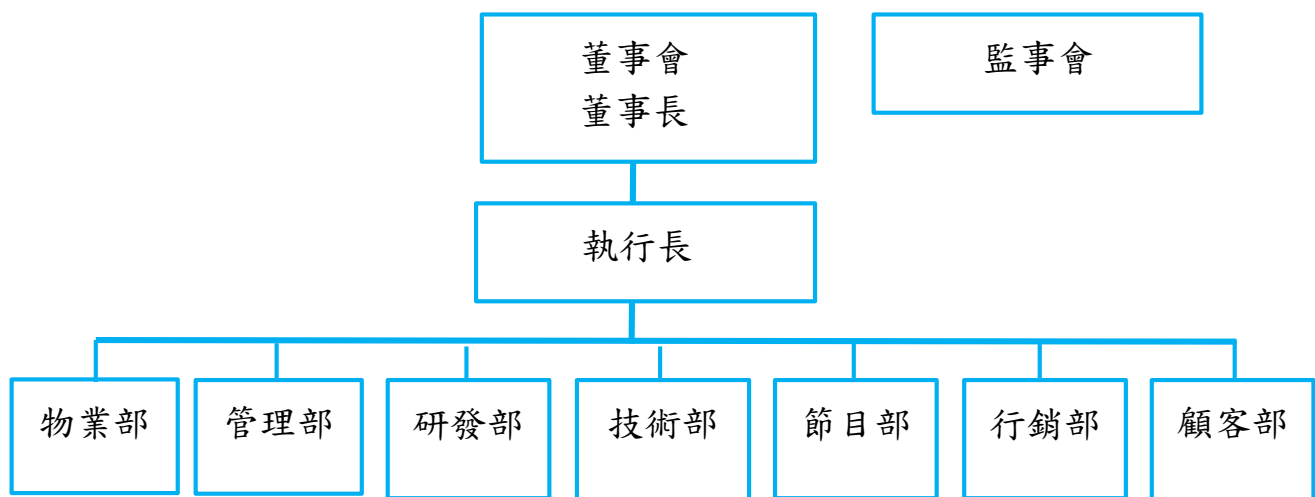 董事會
董事長
監事會
執行長
物業部
管理部
研發部
技術部
節目部
行銷部
顧客部